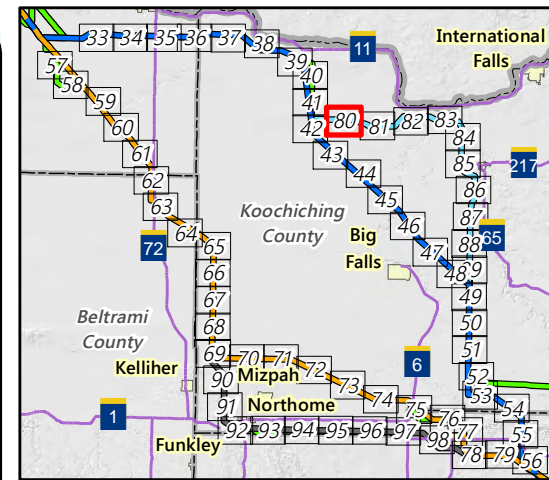 33 34 35 36 37 38
11
International
Falls
39
57
58
40
59
41
60
42 80 81 82 83
61
43
84
62
44
85
217
63
45
86
Koochiching
County
64
46
87
72
65
Big
Falls
47
88
65
66
48 89
49
67
50
Beltrami
County
68
51
69 70 71 72
6
52
Kelliher
90
Mizpah
73
53
91
Northome
74
75
76
54
1
92 93 94 95 96 97
77
55
Funkley
98
78 79 56